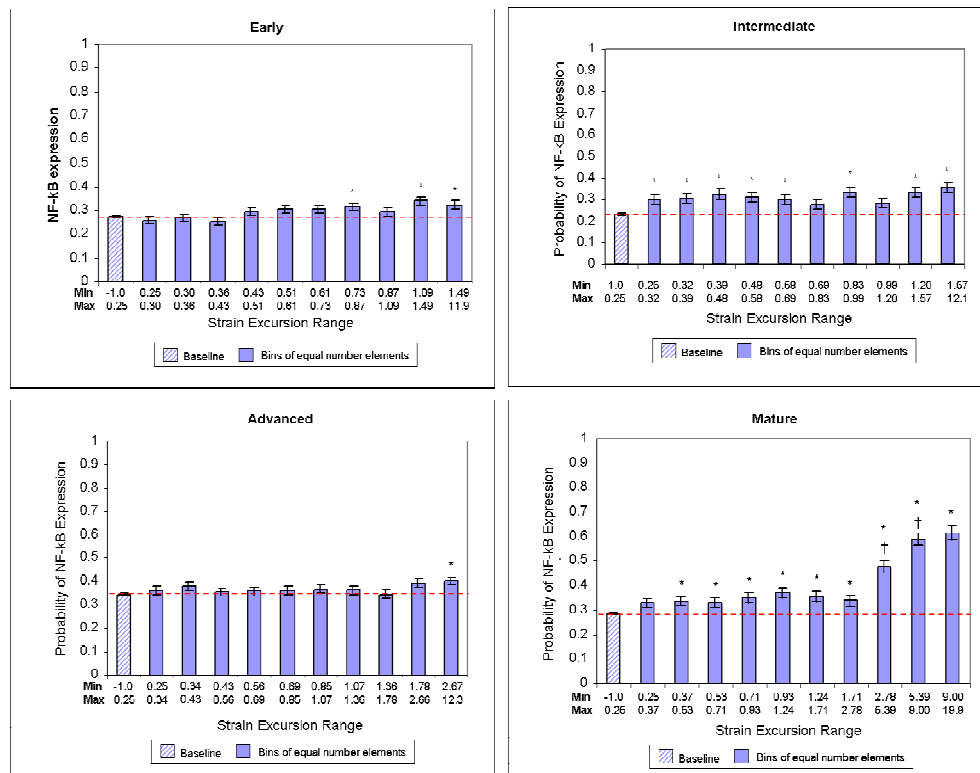 Early
1
0.9
0.8
0.7
0.6
0.5
0.4
0.3
0.2
0.1
0
NF-kB expression
Min -1.0 0.25 0.30 0.36 0.43 0.51 0.61 0.73 0.87 1.09 1.49
Max 0.25 0.30 0.36 0.43 0.51 0.61 0.73 0.87 1.09 1.49 11.9
Strain Excursion Range
Baseline Bins of equal number elements
Intermediate
1
0.9
0.8
0.7
0.6
0.5
0.4
0.3
0.2
0.1
0
Probability of NF-kB Expression
Min 1.0 0.25 0.32 0.39 0.48 0.58 0.69 0.83 0.99 1.20 1.57
Max 0.25 0.32 0.39 0.48 0.58 0.69 0.83 0.99 1.20 1.57 12.1
Strain Excursion Range
Baseline Bins of equal number elements
Advanced
1
0.9
0.8
0.7
0.6
0.5
0.4
0.3
0.2
0.1
0
Probability of NF-kB Expression
*
Min -1.0 0.25 0.34 0.43 0.56 0.69 0.85 1.07 1.36 1.78 2.67
Max 0.25 0.34 0.43 0.56 0.69 0.85 1.07 1.36 1.78 2.66 12.3
Strain Excursion Range
Baseline Bins of equal number elements
Mature
1
0.9
0.8
0.7
0.6
0.5
0.4
0.3
0.2
0.1
0
Probability of NF-kB Expression
* * * * * * * * *
† †
Min -1.0 0.25 0.37 0.53 0.71 0.93 1.24 1.71 2.78 5.39 9.00
Max 0.25 0.37 0.53 0.71 0.93 1.24 1.71 2.78 5.39 9.00 19.9
Strain Excursion Range
Baseline Bins of equal number elements